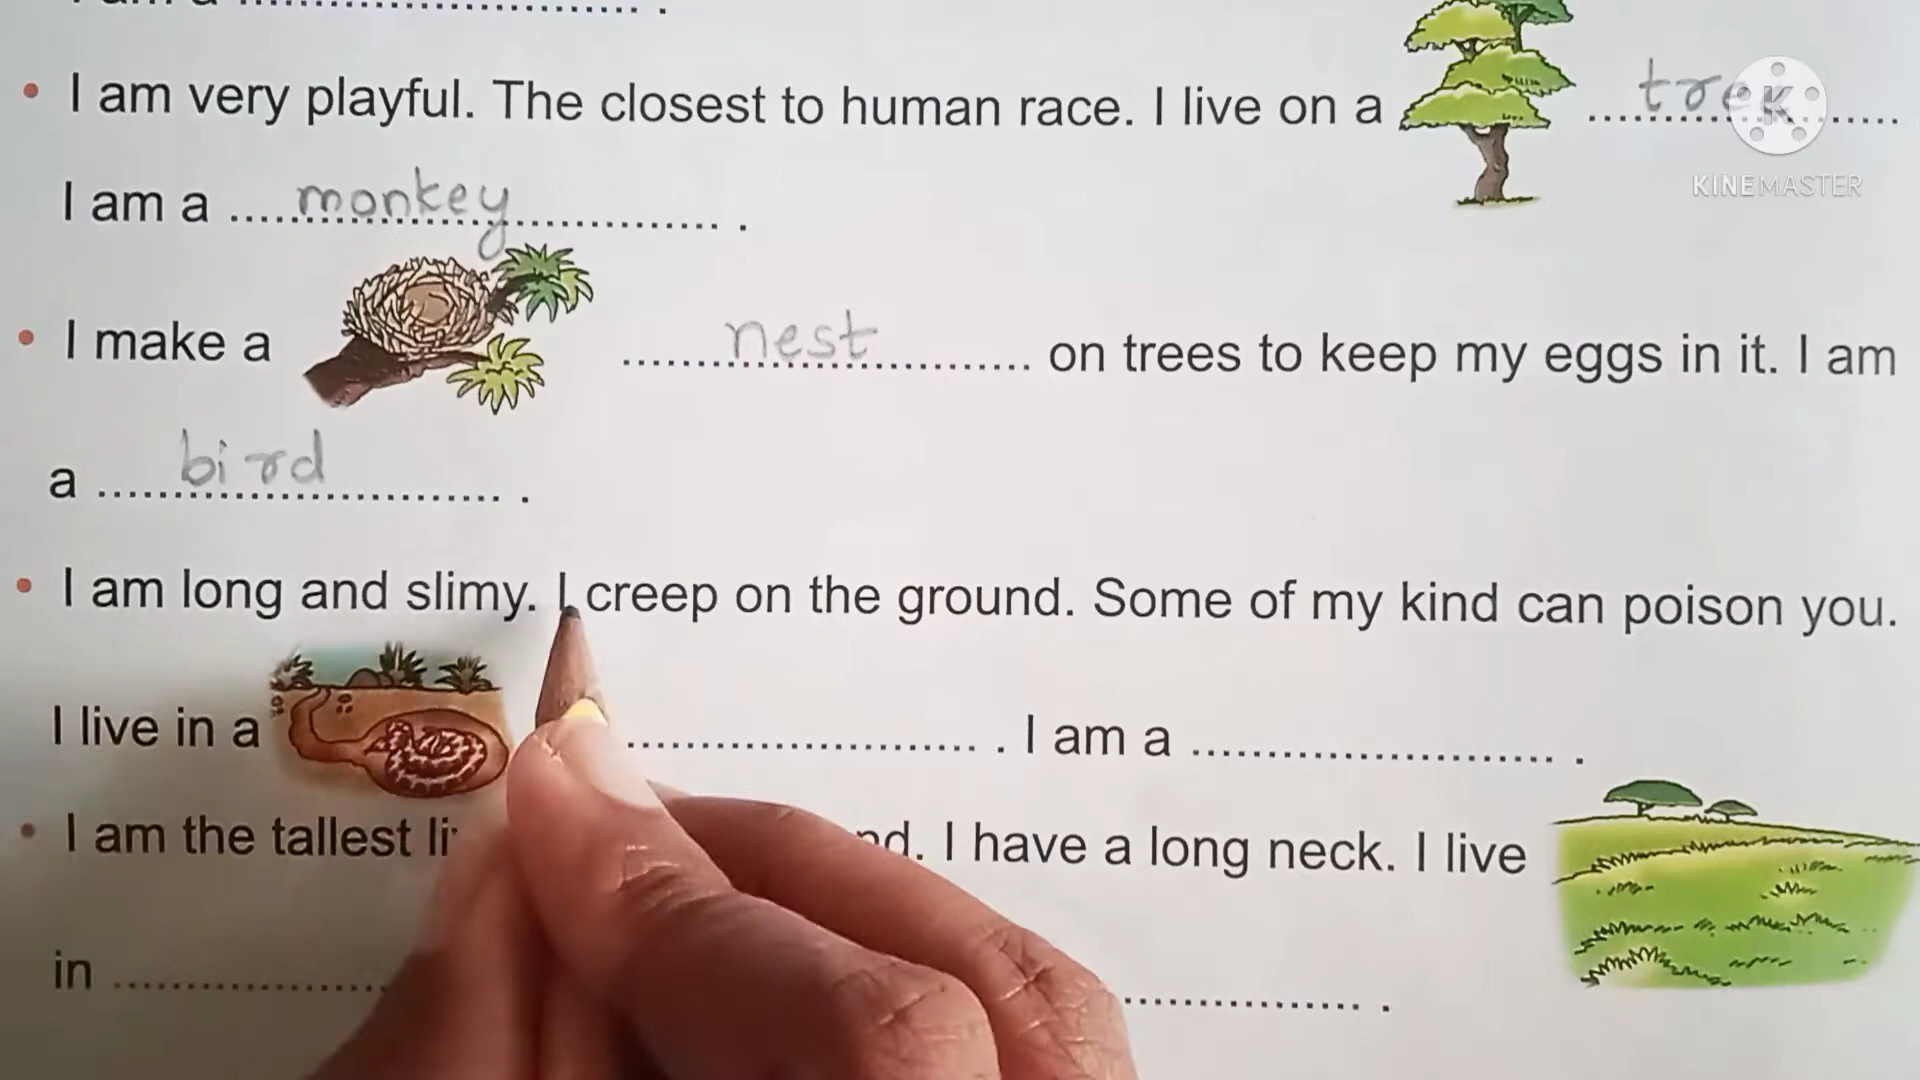 • I am very playful. The closest to human race. I live on a tree
KINEMASTER
I am a monkey.
• I make a nest on trees to keep my eggs in it. I am
a bird.
• I am long and slimy. I creep on the ground. Some of my kind can poison you.
I live in a .............................. . I am a .............................. .
• I am the tallest I have a long neck. I live
in .............................. .